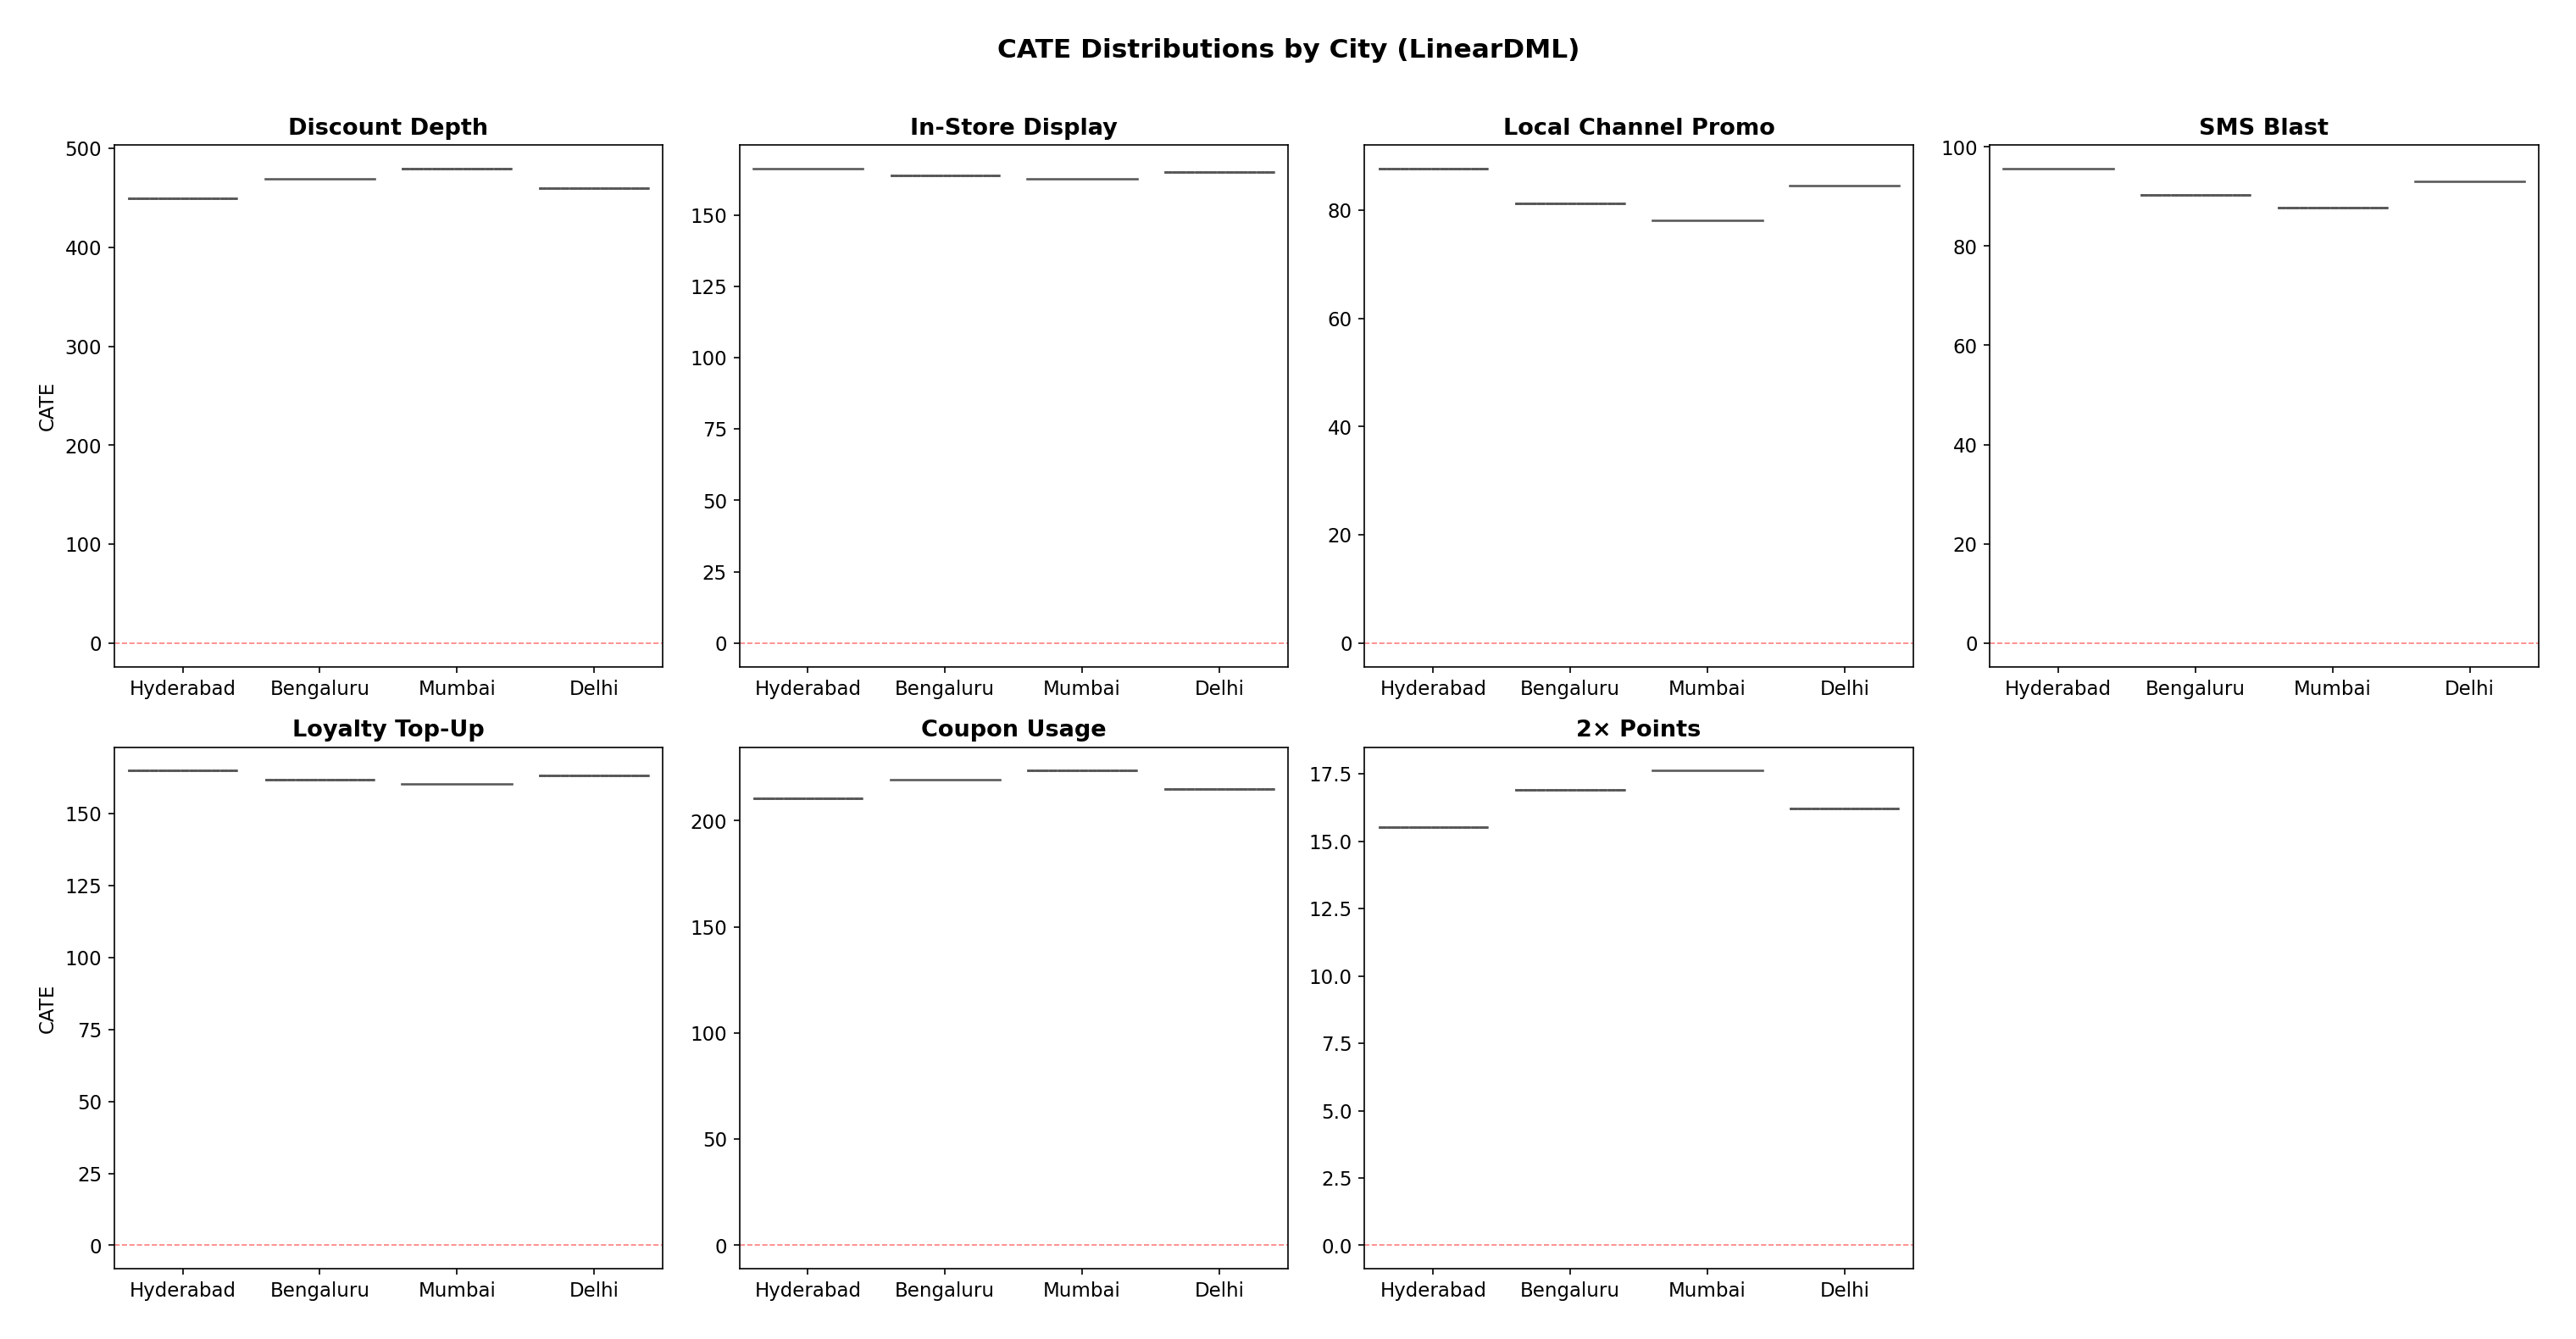 CATE Distributions by City (LinearDML)
Discount Depth
CATE
500
400
300
200
100
0
Hyderabad Bengaluru Mumbai Delhi
In-Store Display
150
125
100
75
50
25
0
Hyderabad Bengaluru Mumbai Delhi
Local Channel Promo
80
60
40
20
0
Hyderabad Bengaluru Mumbai Delhi
SMS Blast
100
80
60
40
20
0
Hyderabad Bengaluru Mumbai Delhi
Loyalty Top-Up
CATE
150
125
100
75
50
25
0
Hyderabad Bengaluru Mumbai Delhi
Coupon Usage
200
150
100
50
0
Hyderabad Bengaluru Mumbai Delhi
2× Points
17.5
15.0
12.5
10.0
7.5
5.0
2.5
0.0
Hyderabad Bengaluru Mumbai Delhi